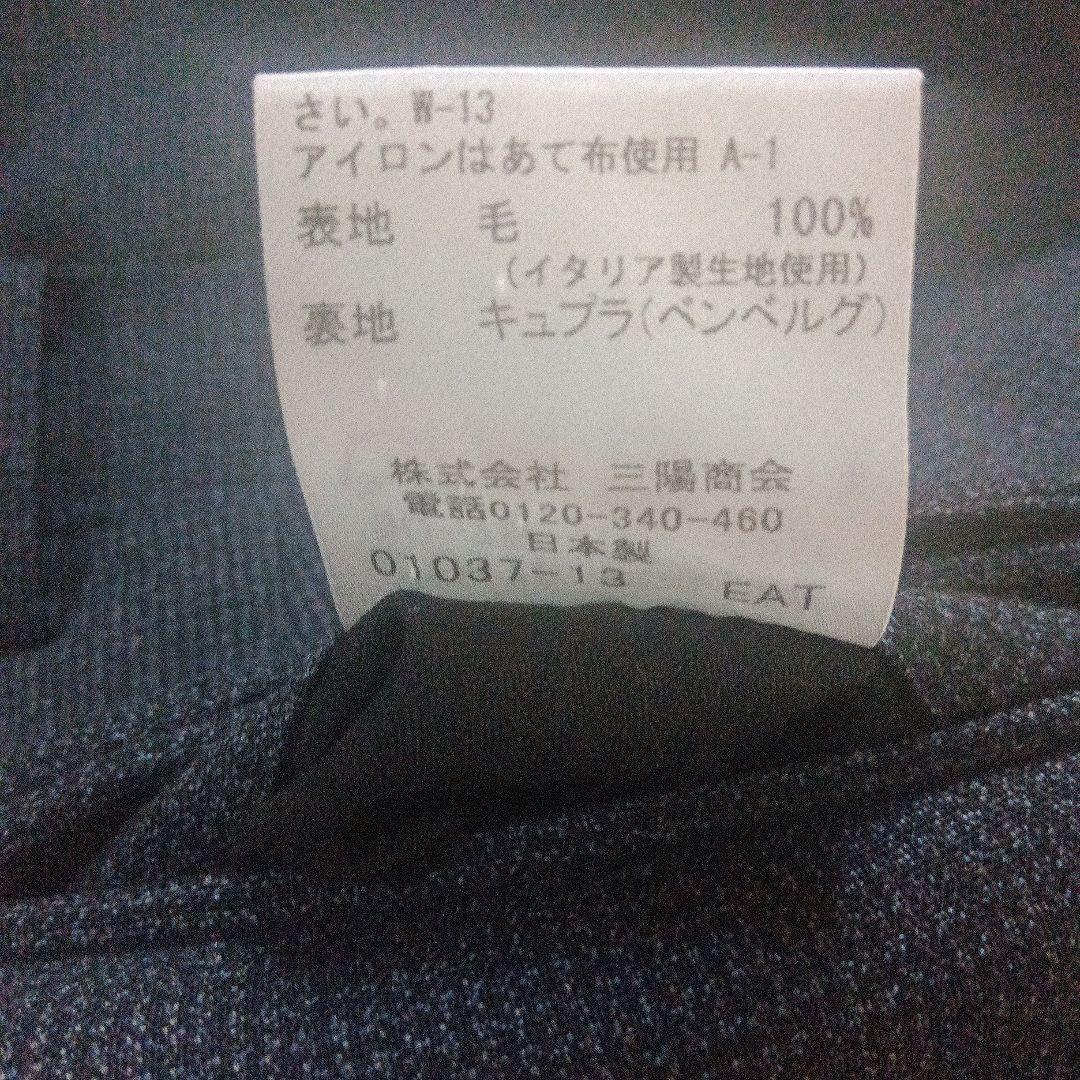 さい。W-13
アイロンはあて布使用 A-1
表地 毛 100%
(イタリア製生地使用)
裏地 キュプラ(ベンベルグ)
株式会社 三陽商会
電話0120-340-460
日本製
01037-13 EAT